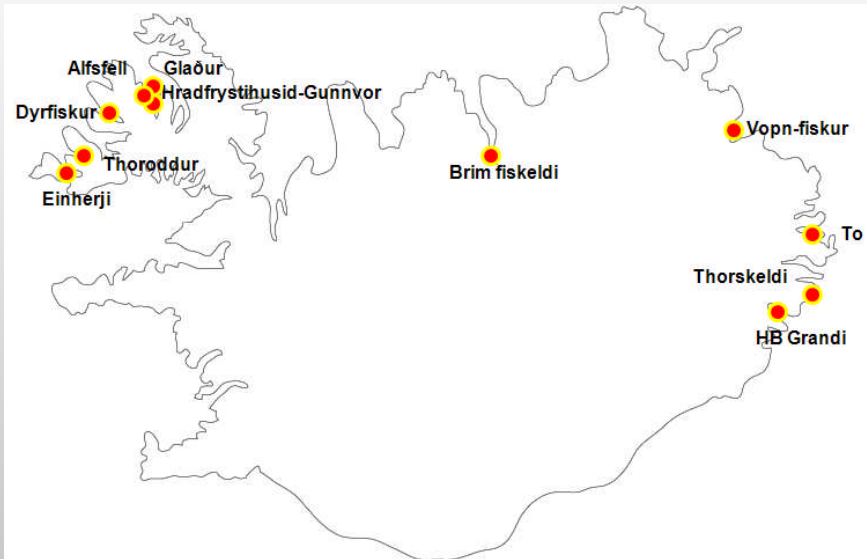 Alfsfell Glaður
Hradfrystihusid-Gunnvor
Dyrfiskur
Thoroddur
Einherji
Brim fiskeldi
Vopn-fiskur
To
Thorskeldi
HB Grandi